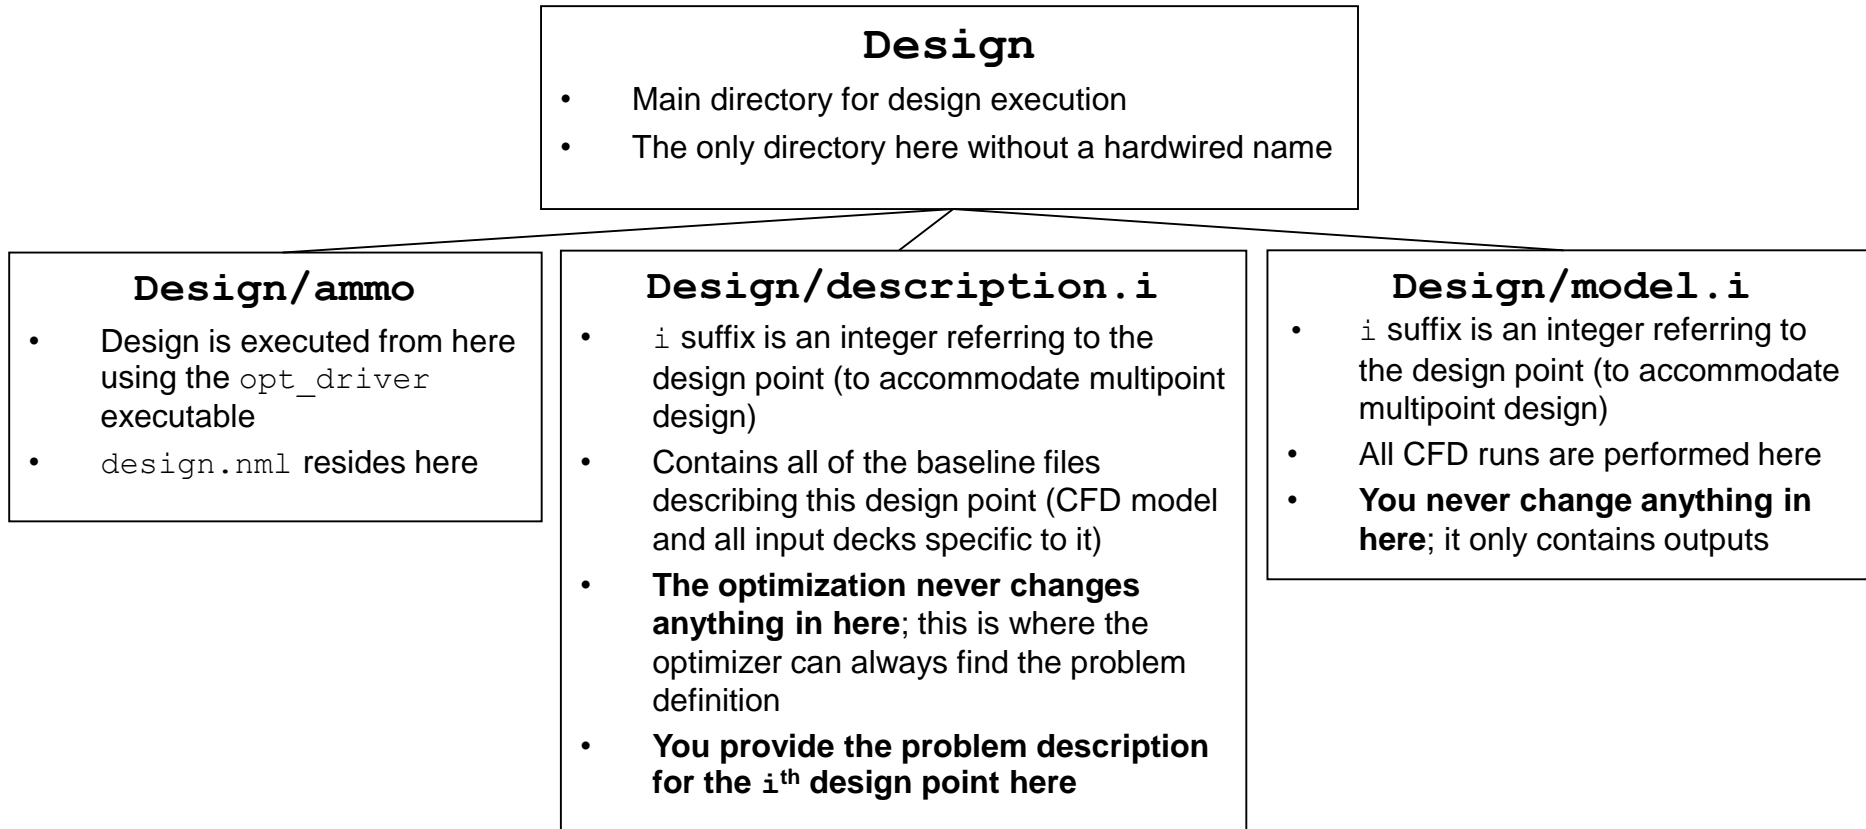 Design
• Main directory for design execution
• The only directory here without a hardwired name
Design/ammo
• Design is executed from here
using the opt_driver
executable
• design.nml resides here
Design/description.i
• i suffix is an integer referring to the
design point (to accommodate multipoint
design)
• Contains all of the baseline files
describing this design point (CFD model
and all input decks specific to it)
• The optimization never changes
anything in here; this is where the
optimizer can always find the problem
definition
• You provide the problem description
for the ith design point here
Design/model.i
• i suffix is an integer referring to
the design point (to accommodate
multipoint design)
• All CFD runs are performed here
• You never change anything in
here; it only contains outputs